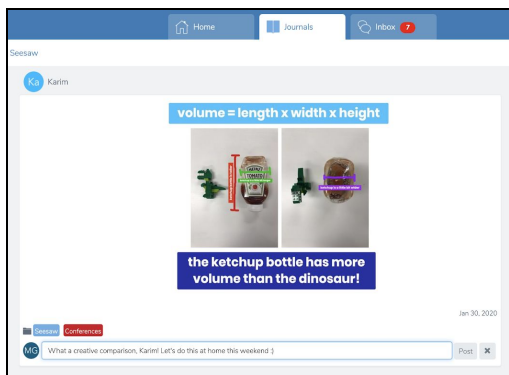 Home
Journals
Inbox 7
Seesaw
Ka Karim
volume = length x width x height
HEINZ
TOMATO
the ketchup bottle has more
volume than the dinosaur!
Jan 30, 2020
Seesaw Conferences
MG What a creative comparison, Karim! Let's do this at home this weekend :)
Post